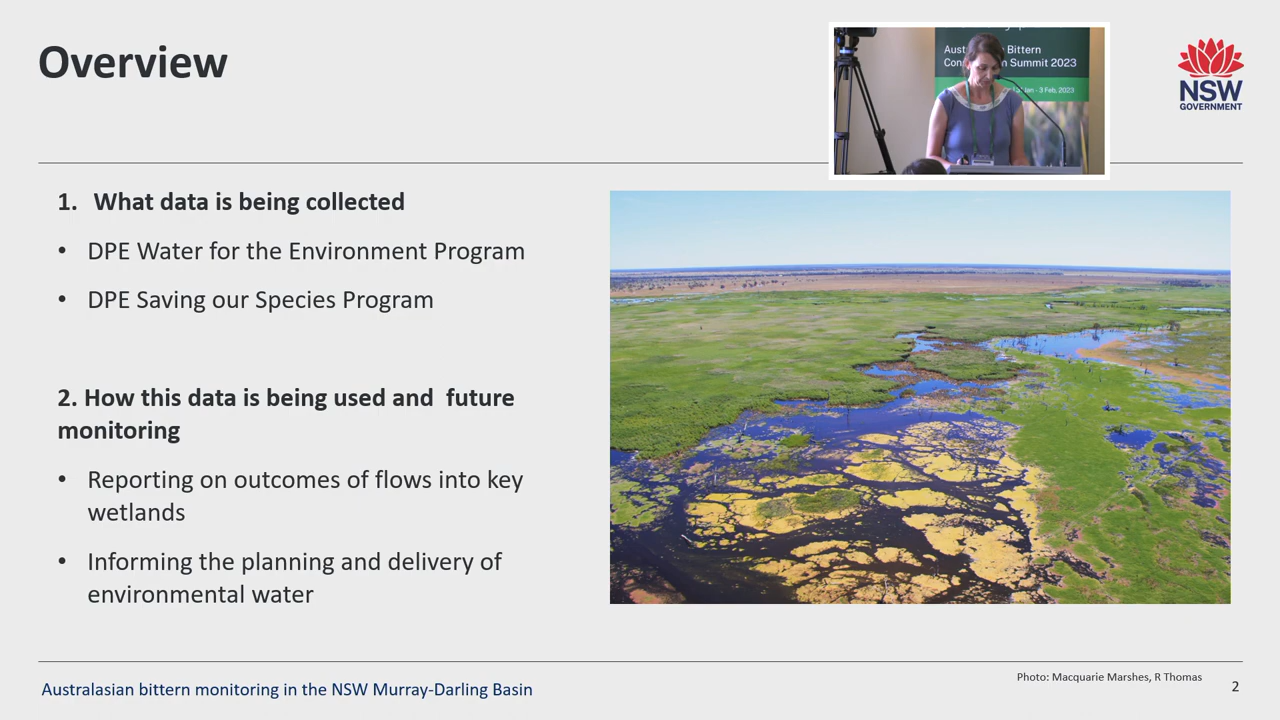 Overview
Bittern
Summit 2023
- 3 Feb, 2023
NSW
GOVERNMENT
1. What data is being collected
• DPE Water for the Environment Program
• DPE Saving our Species Program
2. How this data is being used and future
monitoring
• Reporting on outcomes of flows into key
wetlands
• Informing the planning and delivery of
environmental water
Photo: Macquarie Marshes, R Thomas
Australasian bittern monitoring in the NSW Murray-Darling Basin
2